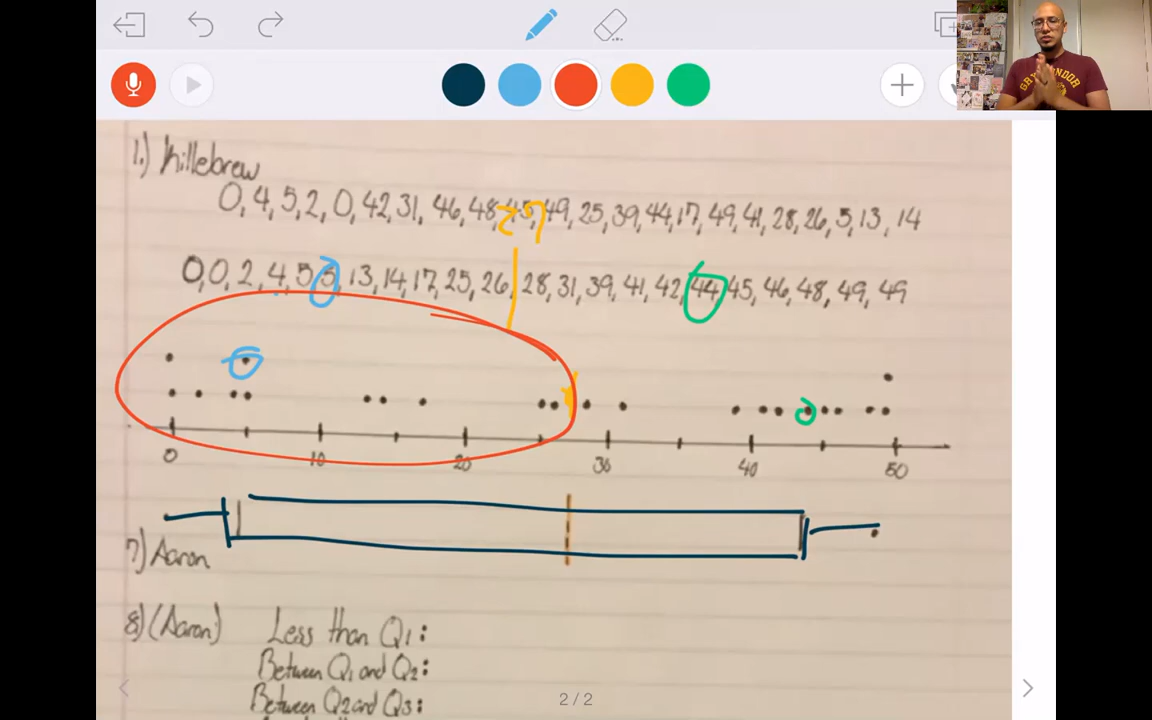 GRYFFINDOR
1.) Killebrew
0, 4, 5, 2, 0, 42, 31, 46, 48, 45, 49, 25, 39, 44, 17, 49, 41, 28, 26, 5, 13, 14
27
0, 0, 2, 4, 5, 5, 13, 14, 17, 25, 26, 28, 31, 39, 41, 42, 44, 45, 46, 48, 49, 49
0 10 20 30 40 50
7) Aaron
8) (Aaron) Less than Q1:
Between Q1 and Q2:
Between Q2 and Q3:
2 / 2